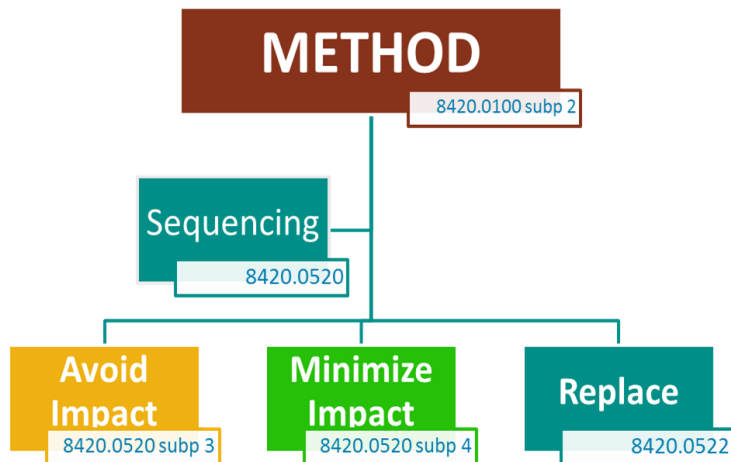 METHOD
8420.0100 subp 2
Sequencing
8420.0520
Avoid
Impact
8420.0520 subp 3
Minimize
Impact
8420.0520 subp 4
Replace
8420.0522